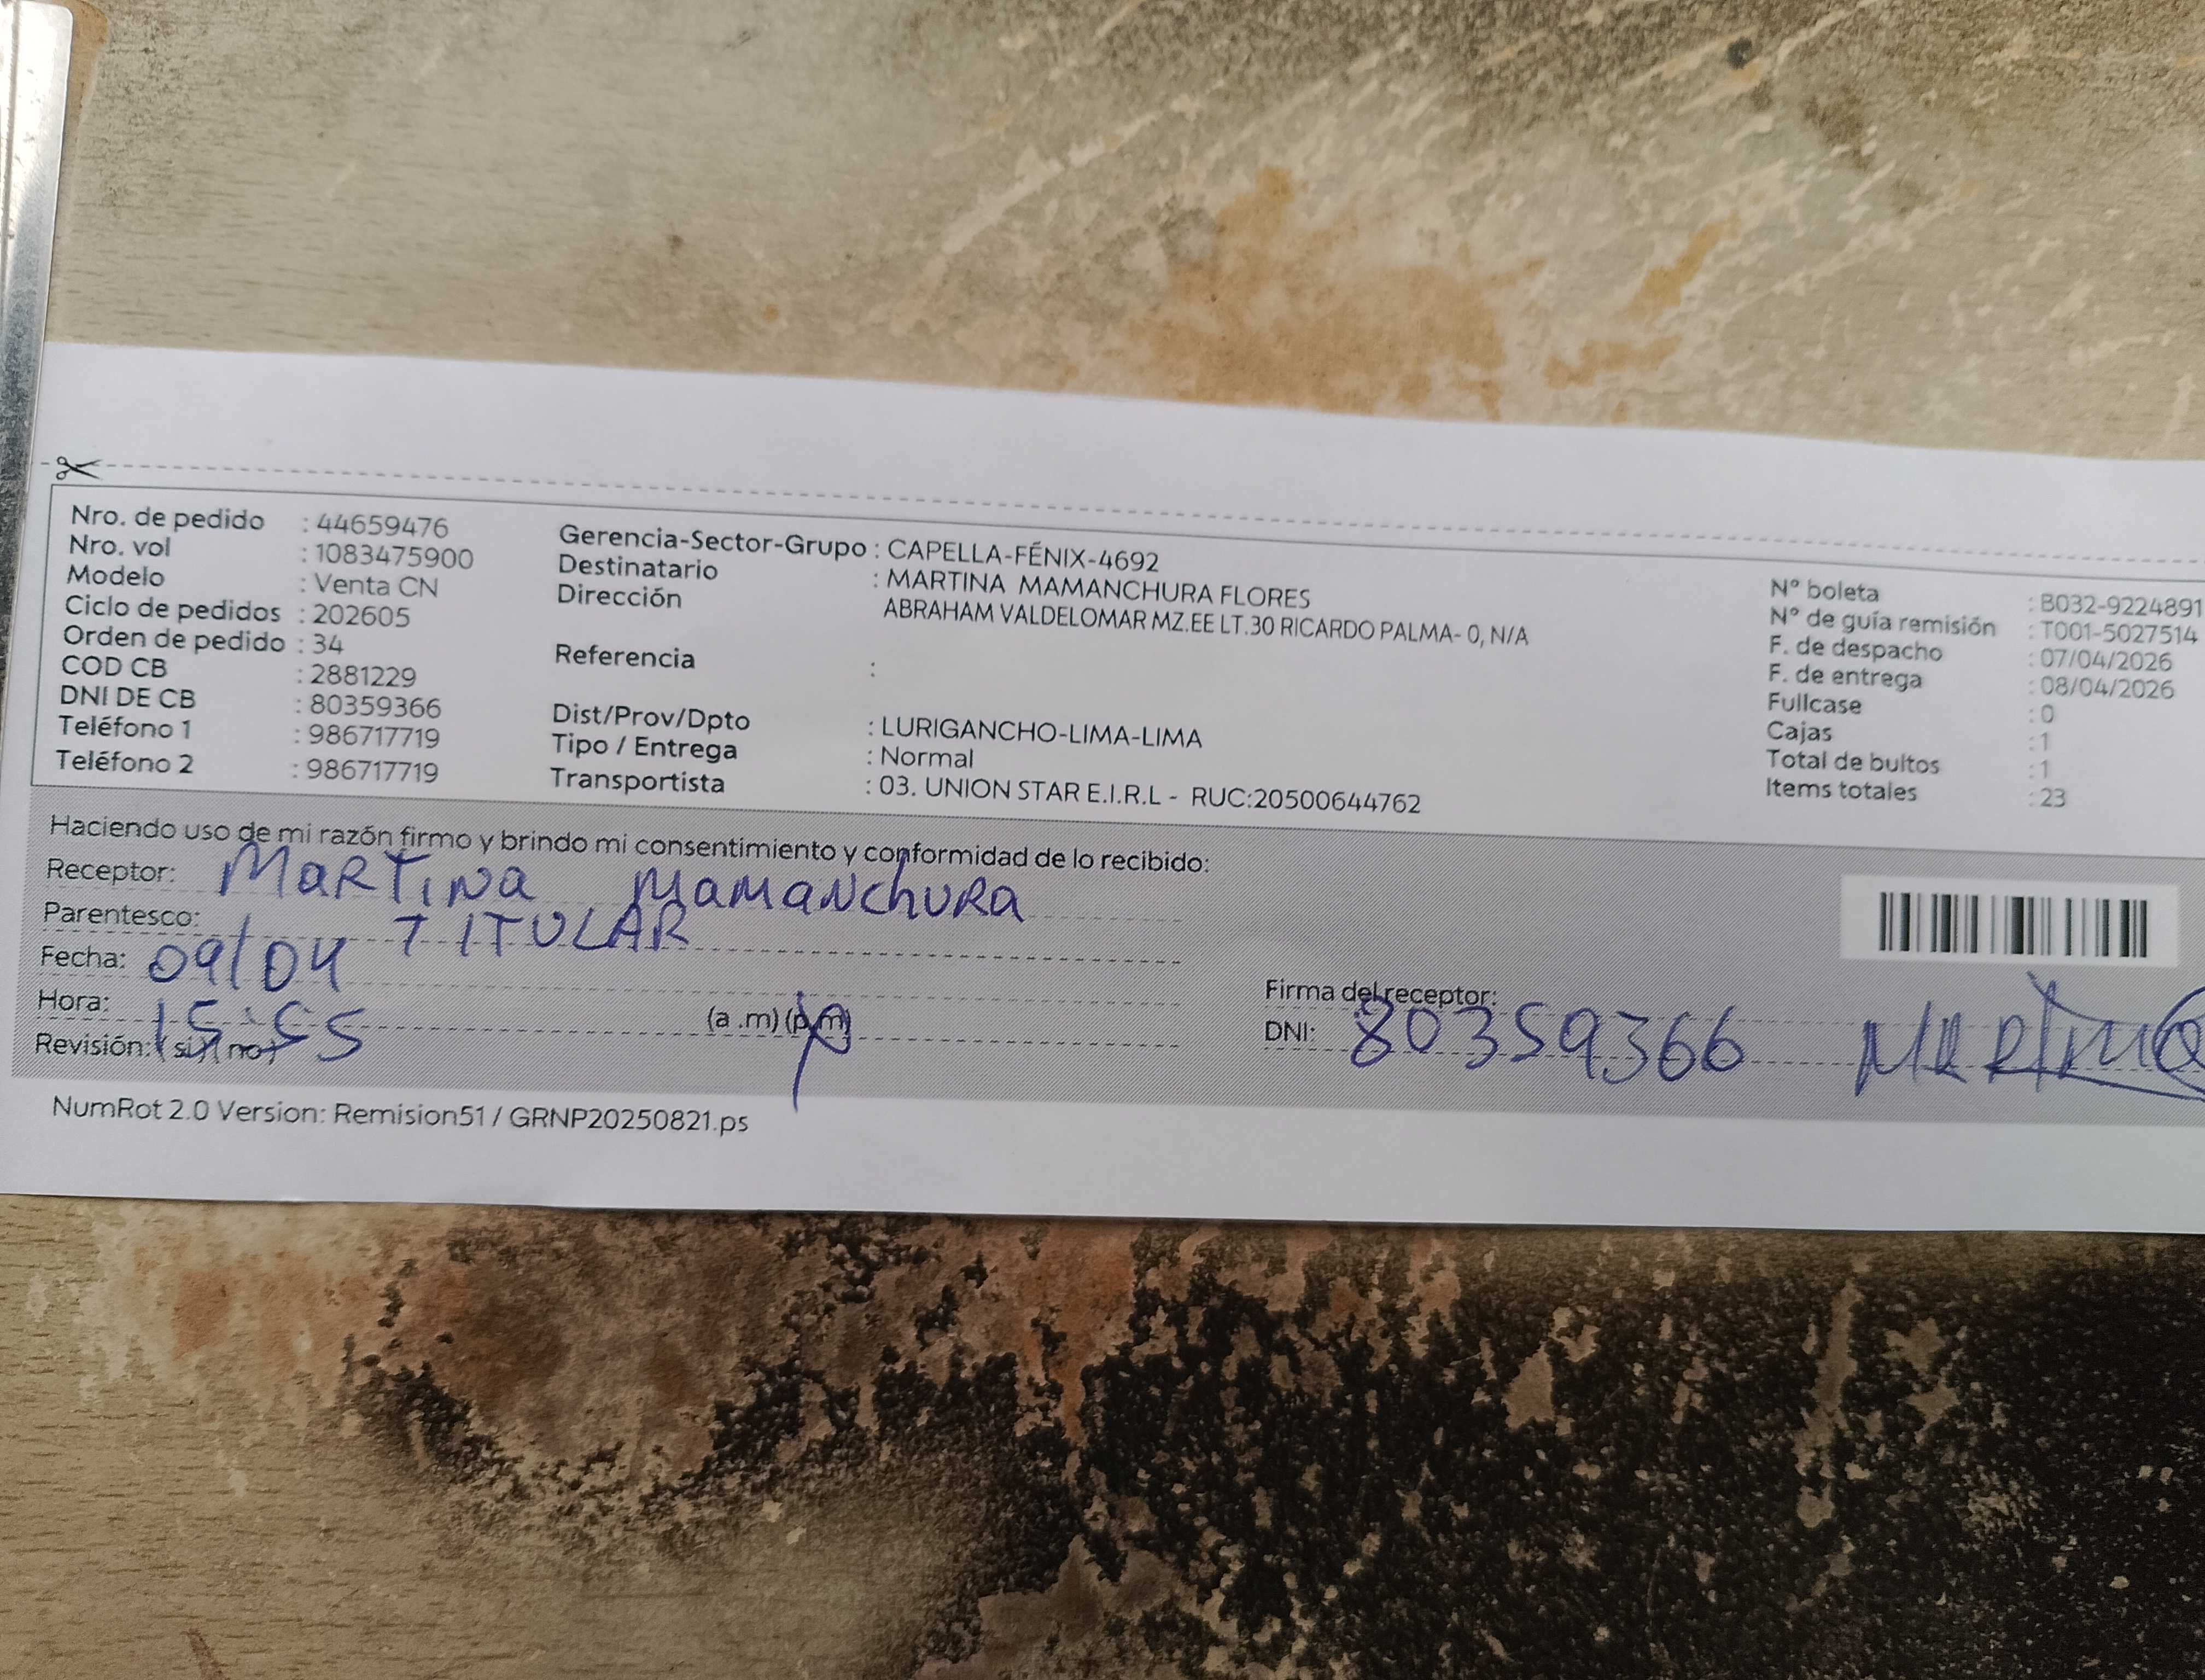 Nro. de pedido : 44659476
Nro. vol : 1083475900
Modelo : Venta CN
Ciclo de pedidos : 202605
Orden de pedido : 34
COD CB : 2881229
DNI DE CB : 80359366
Teléfono 1 : 986717719
Teléfono 2 : 986717719
Gerencia-Sector-Grupo : CAPELLA-FÉNIX-4692
Destinatario : MARTINA MAMANCHURA FLORES
Dirección ABRAHAM VALDELOMAR MZ.EE LT.30 RICARDO PALMA- 0, N/A
Referencia :
Dist/Prov/Dpto : LURIGANCHO-LIMA-LIMA
Tipo / Entrega : Normal
Transportista : 03. UNION STAR E.I.R.L - RUC:20500644762
N° boleta : B032-9224891
N° de guía remisión : T001-5027514
F. de despacho : 07/04/2026
F. de entrega : 08/04/2026
Fullcase : 0
Cajas : 1
Total de bultos : 1
Items totales : 23
Haciendo uso de mi razón firmo y brindo mi consentimiento y conformidad de lo recibido:
Receptor: MaRTiNa MamaNchuRa
Parentesco: TITULAR
Fecha: 09/04
Hora: 15:55 (a .m) (p.m)
Revisión: ( si) ( no)
Firma del receptor:
DNI: 80359366 MARTINA
NumRot 2.0 Version: Remision51 / GRNP20250821.ps